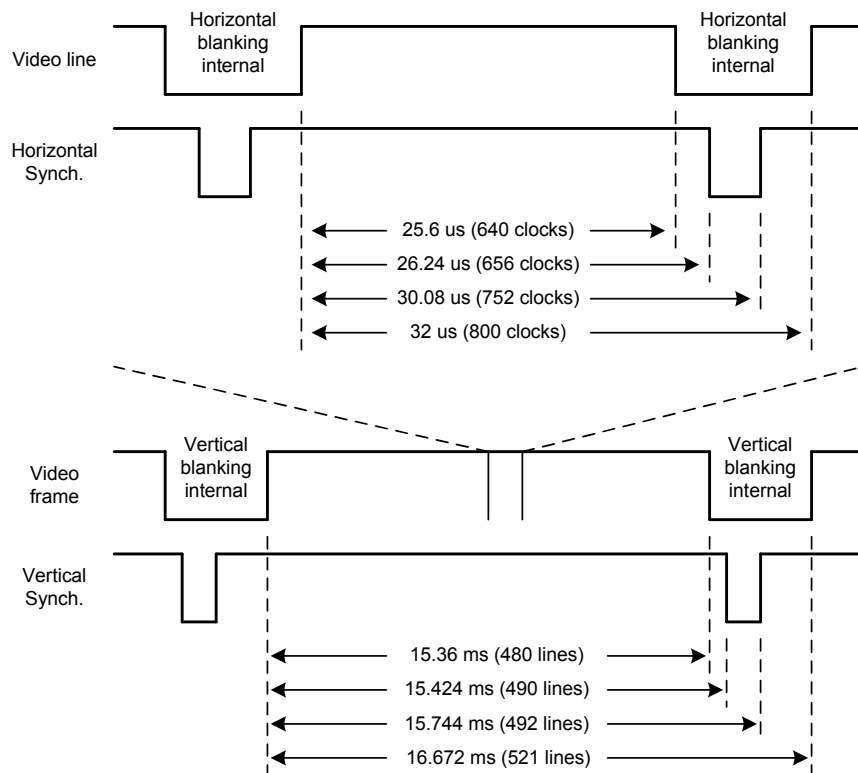 Horizontal
blanking
internal
Horizontal
blanking
internal
Video line
Horizontal
Synch.
25.6 us (640 clocks)
26.24 us (656 clocks)
30.08 us (752 clocks)
32 us (800 clocks)
Vertical
blanking
internal
Vertical
blanking
internal
Video
frame
Vertical
Synch.
15.36 ms (480 lines)
15.424 ms (490 lines)
15.744 ms (492 lines)
16.672 ms (521 lines)